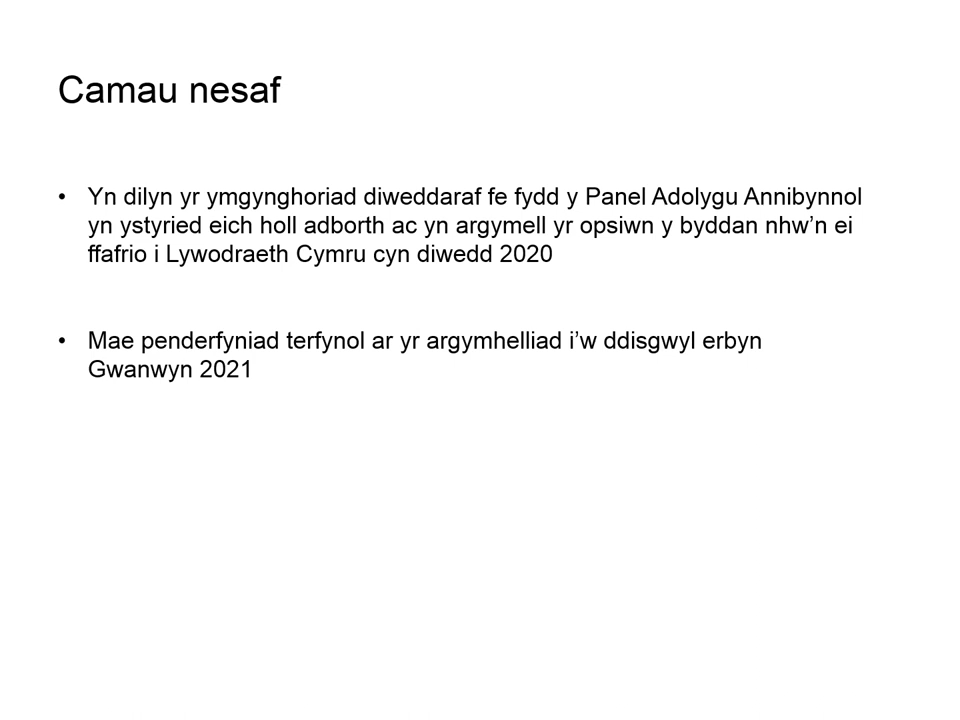 Camau nesaf
• Yn dilyn yr ymgynghoriad diweddaraf fe fydd y Panel Adolygu Annibynnol
yn ystyried eich holl adborth ac yn argymell yr opsiwn y byddan nhw’n ei
ffafrio i Lywodraeth Cymru cyn diwedd 2020
• Mae penderfyniad terfynol ar yr argymhelliad i’w ddisgwyl erbyn
Gwanwyn 2021